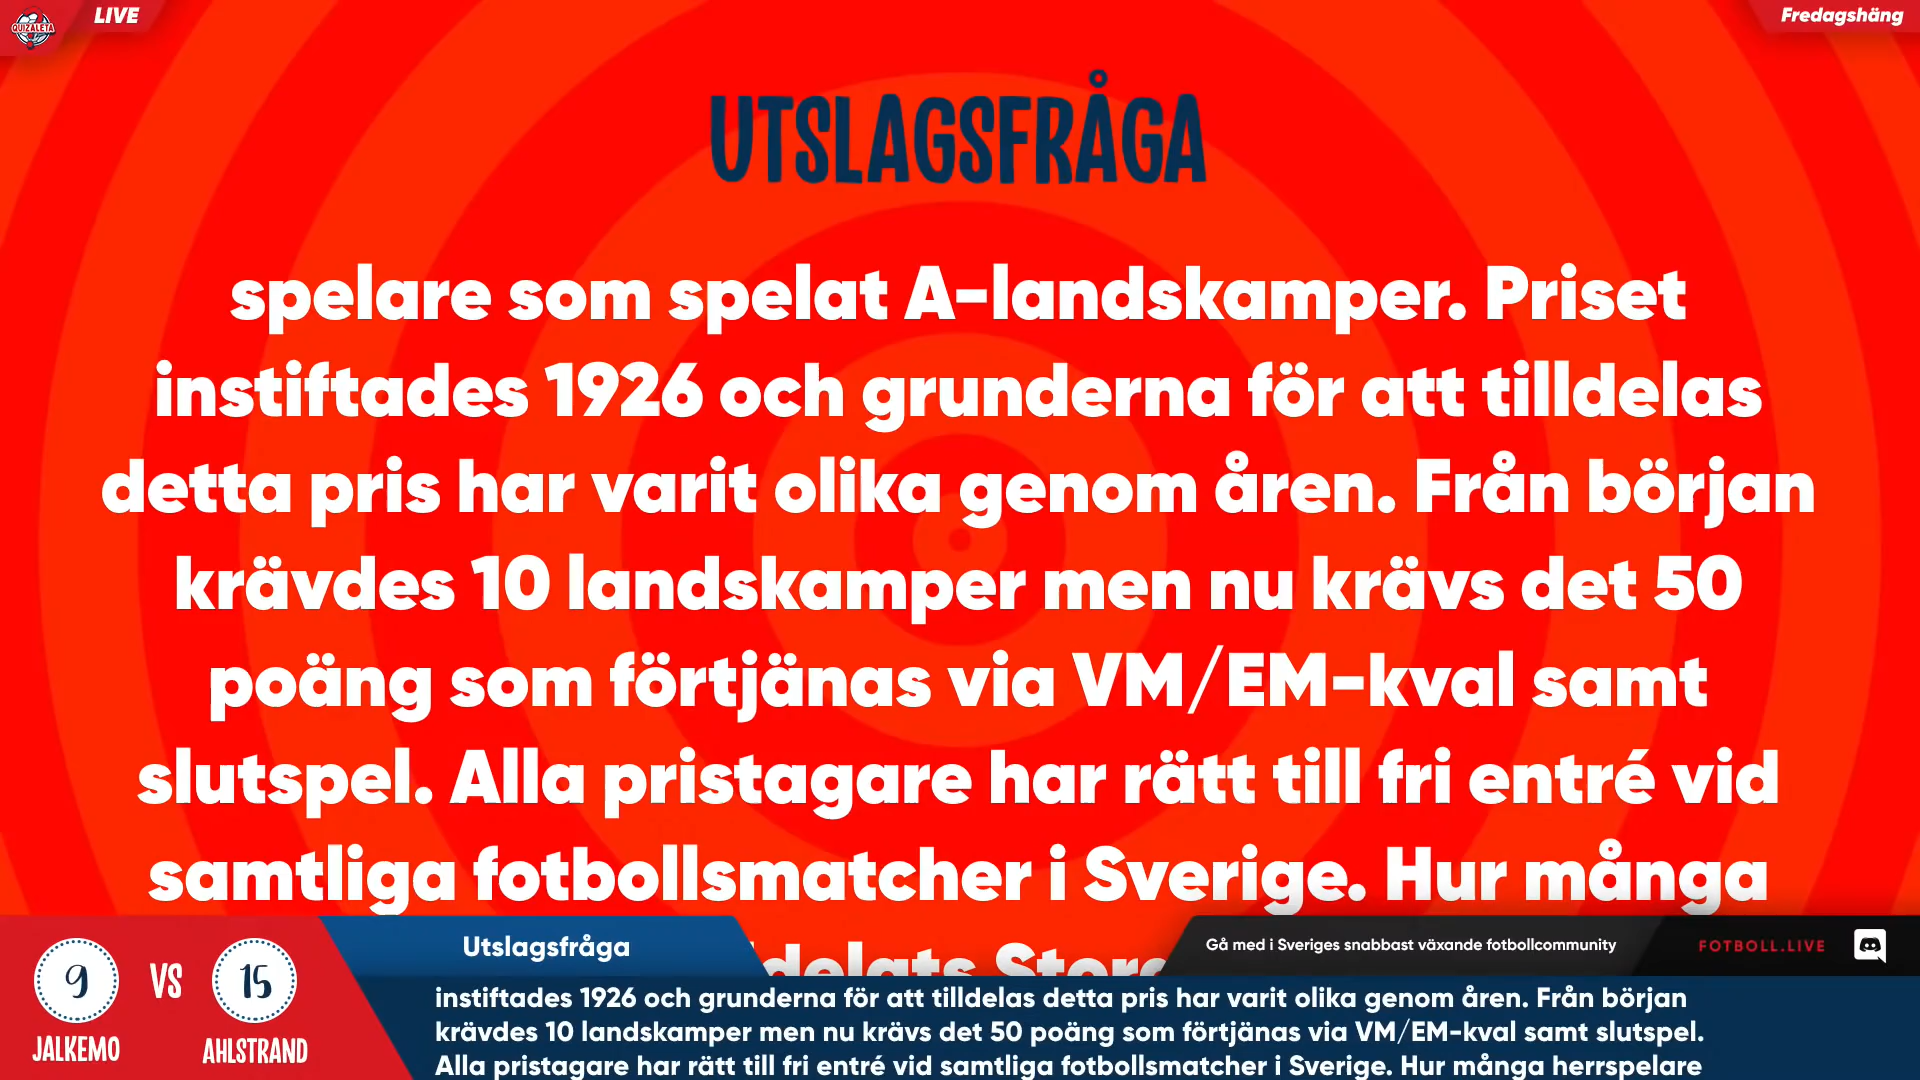 QUIZALETA
LIVE
Fredagshäng
UTSLAGSFRÅGA
spelare som spelat A-landskamper. Priset
instiftades 1926 och grunderna för att tilldelas
detta pris har varit olika genom åren. Från början
krävdes 10 landskamper men nu krävs det 50
poäng som förtjänas via VM/EM-kval samt
slutspel. Alla pristagare har rätt till fri entré vid
samtliga fotbollsmatcher i Sverige. Hur många
9 VS 15
JALKEMO AHLSTRAND
Utslagsfråga
Gå med i Sveriges snabbast växande fotbollcommunity
FOTBOLL.LIVE
instiftades 1926 och grunderna för att tilldelas detta pris har varit olika genom åren. Från början
krävdes 10 landskamper men nu krävs det 50 poäng som förtjänas via VM/EM-kval samt slutspel.
Alla pristagare har rätt till fri entré vid samtliga fotbollsmatcher i Sverige. Hur många herrspelare